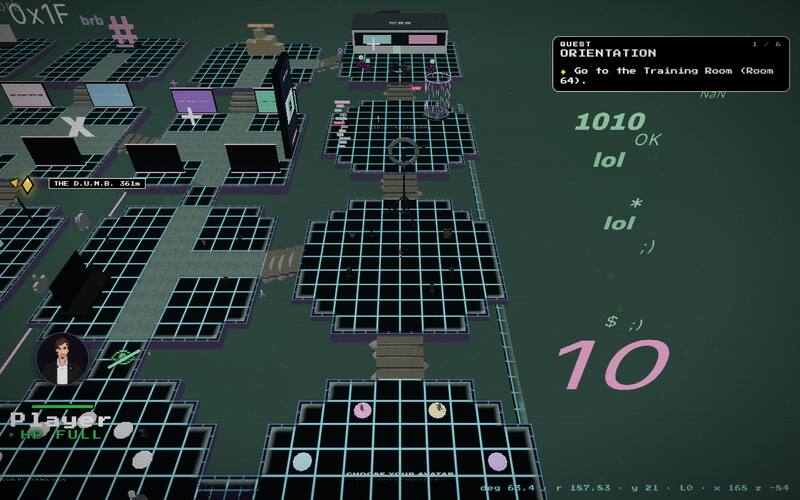 0x1F
brb
#
QUEST
1 / 6
ORIENTATION
Go to the Training Room (Room
64).
NaN
1010
OK
lol
X
THE D.U.M.B. 361m
*
lol
;)
$ ;)
10
Player
HP FULL
CHOOSE YOUR AVATAR
deg 63.4 · r 187.83 · y 21 · L0 · x 168 z -84